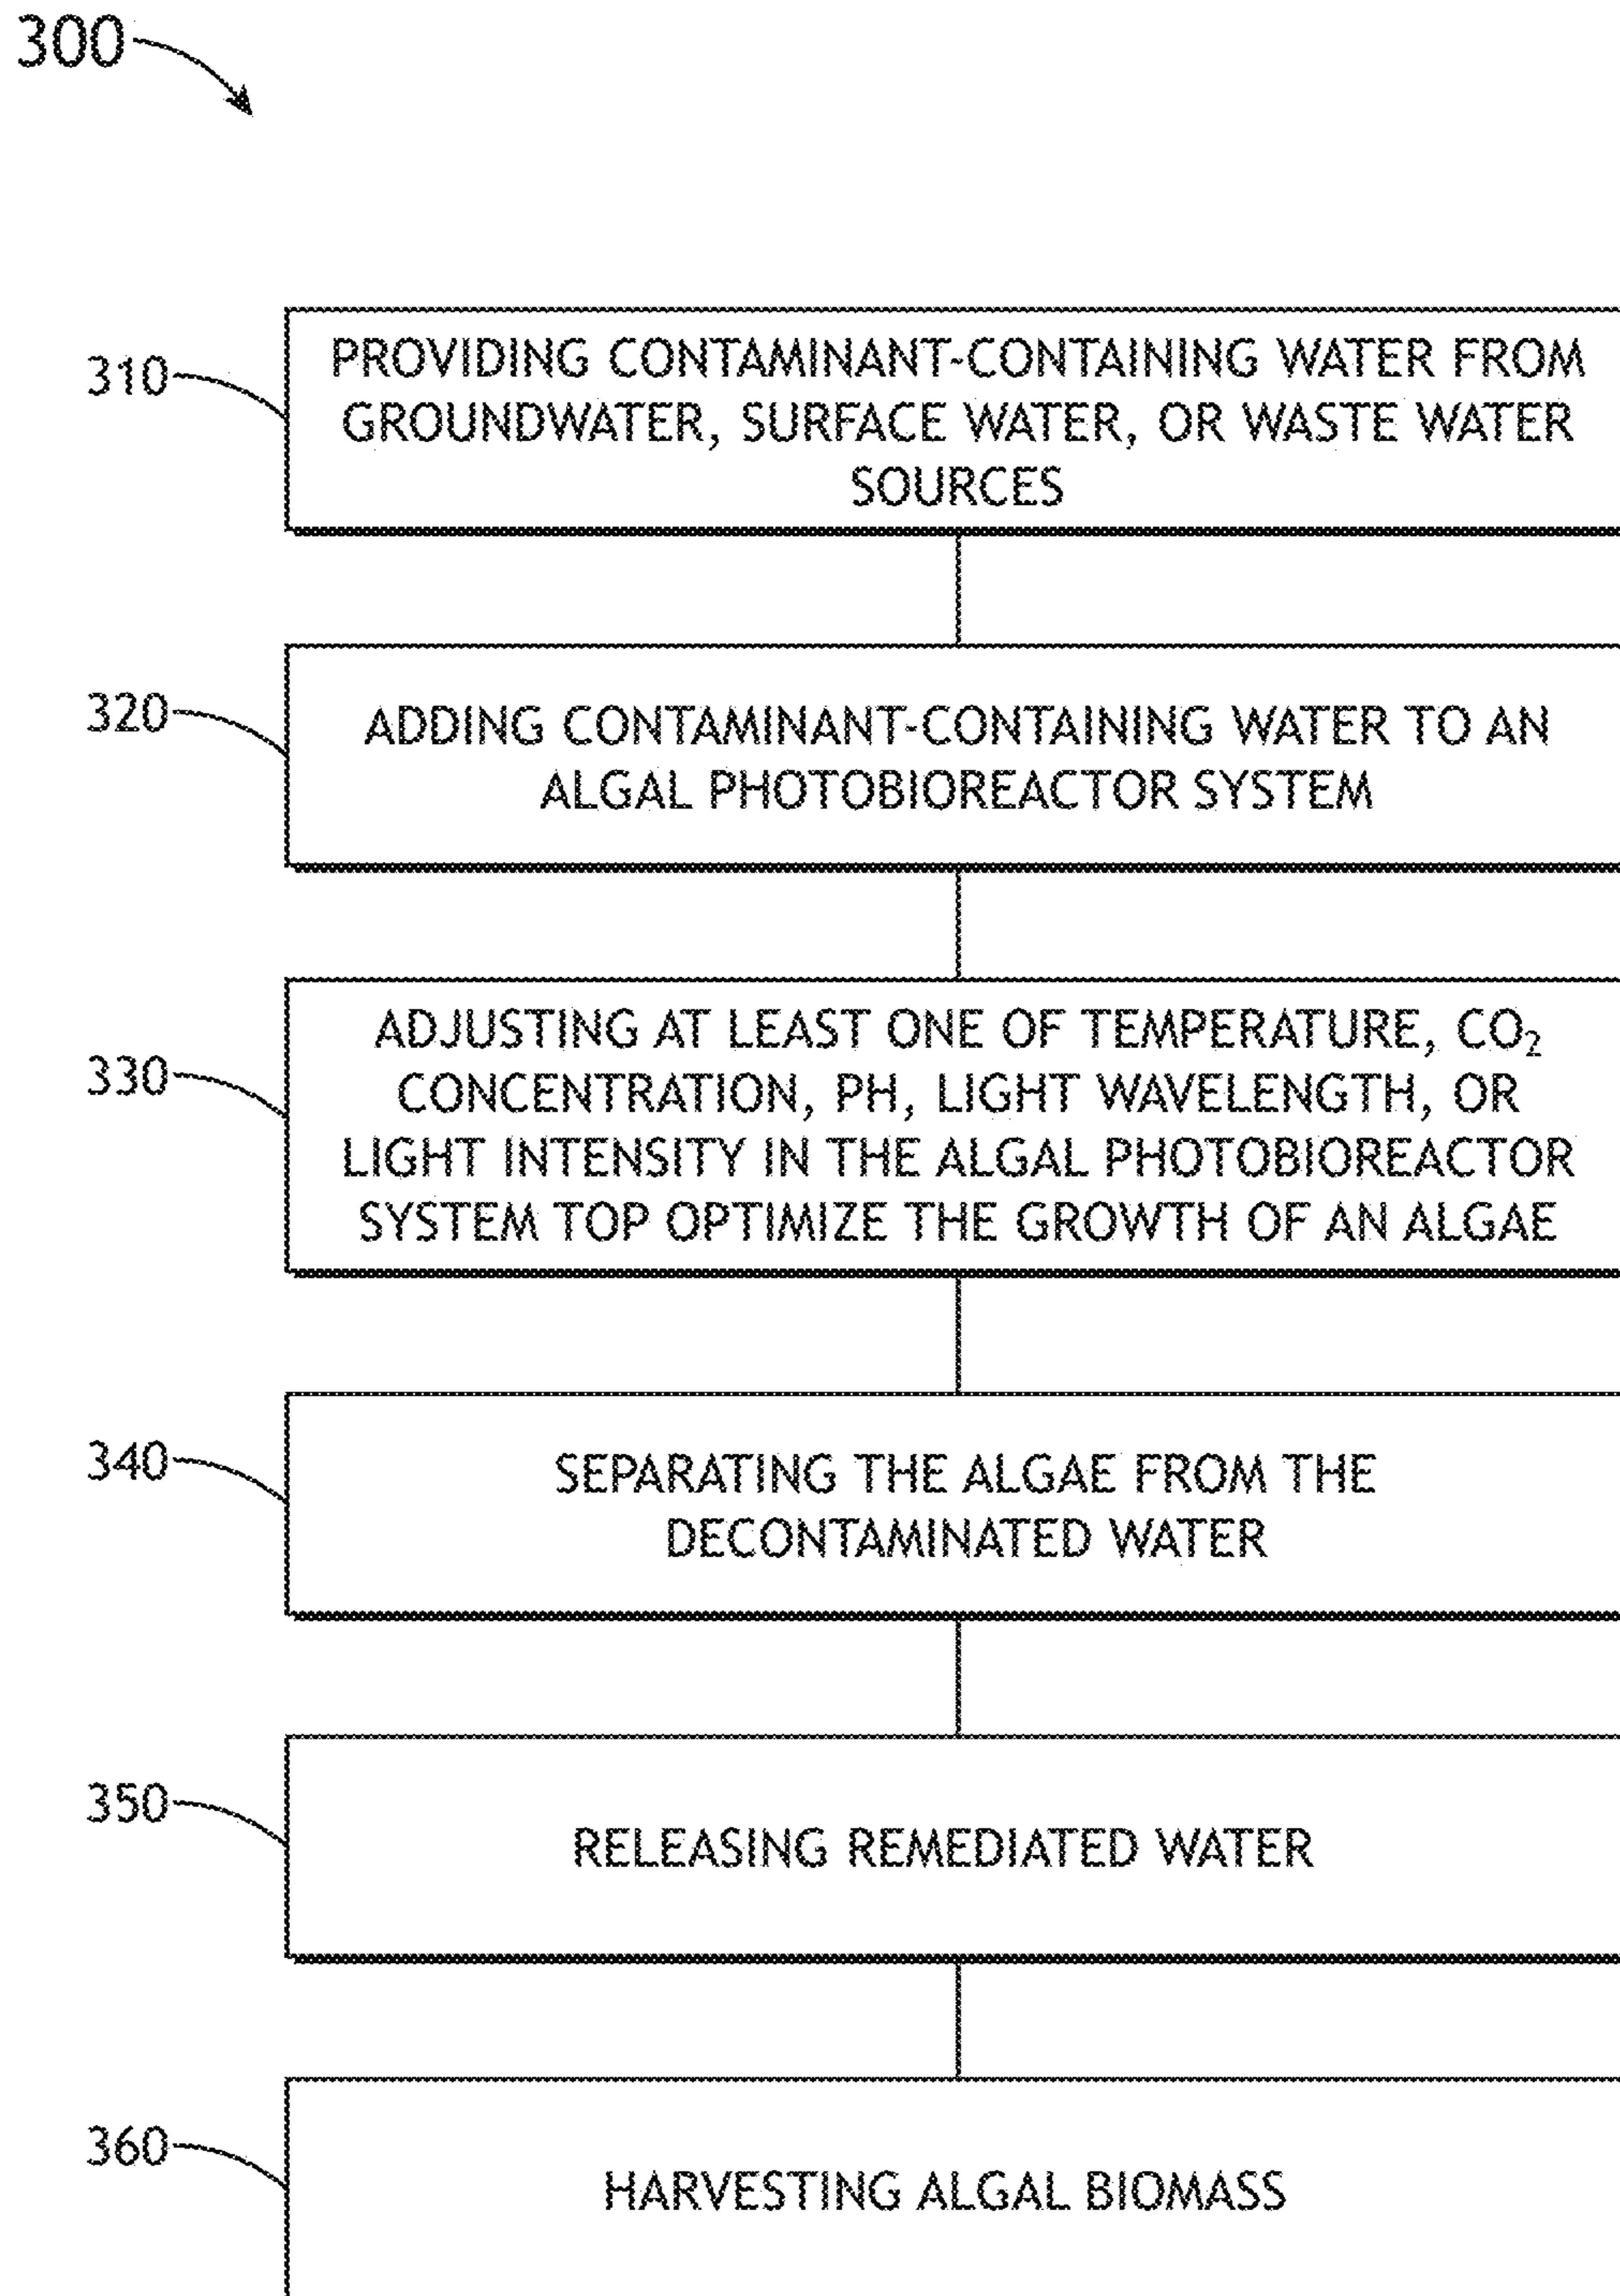 300
310
PROVIDING CONTAMINANT-CONTAINING WATER FROM
GROUNDWATER, SURFACE WATER, OR WASTE WATER
SOURCES
320
ADDING CONTAMINANT-CONTAINING WATER TO AN
ALGAL PHOTOBIOREACTOR SYSTEM
330
ADJUSTING AT LEAST ONE OF TEMPERATURE, CO₂
CONCENTRATION, PH, LIGHT WAVELENGTH, OR
LIGHT INTENSITY IN THE ALGAL PHOTOBIOREACTOR
SYSTEM TOP OPTIMIZE THE GROWTH OF AN ALGAE
340
SEPARATING THE ALGAE FROM THE
DECONTAMINATED WATER
350
RELEASING REMEDIATED WATER
360
HARVESTING ALGAL BIOMASS